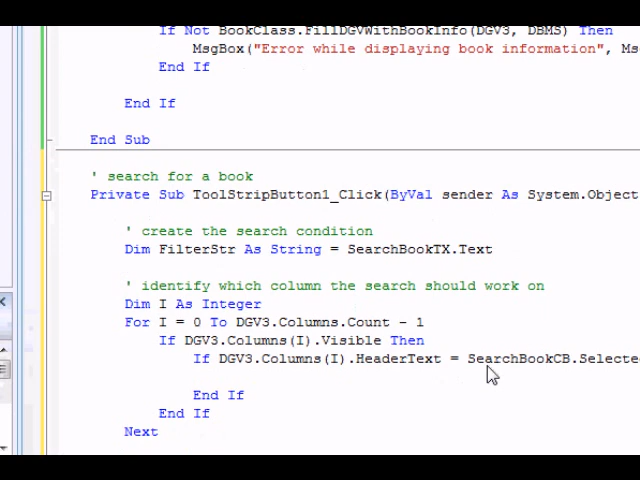 If Not BookClass.FillDGVWithBookInfo(DGV3, DBMS) Then
MsgBox("Error while displaying book information", Ms
End If
End If
End Sub
' search for a book
Private Sub ToolStripButton1_Click(ByVal sender As System.Object
' create the search condition
Dim FilterStr As String = SearchBookTX.Text
' identify which column the search should work on
Dim I As Integer
For I = 0 To DGV3.Columns.Count - 1
If DGV3.Columns(I).Visible Then
If DGV3.Columns(I).HeaderText = SearchBookCB.Selecte
End If
End If
Next